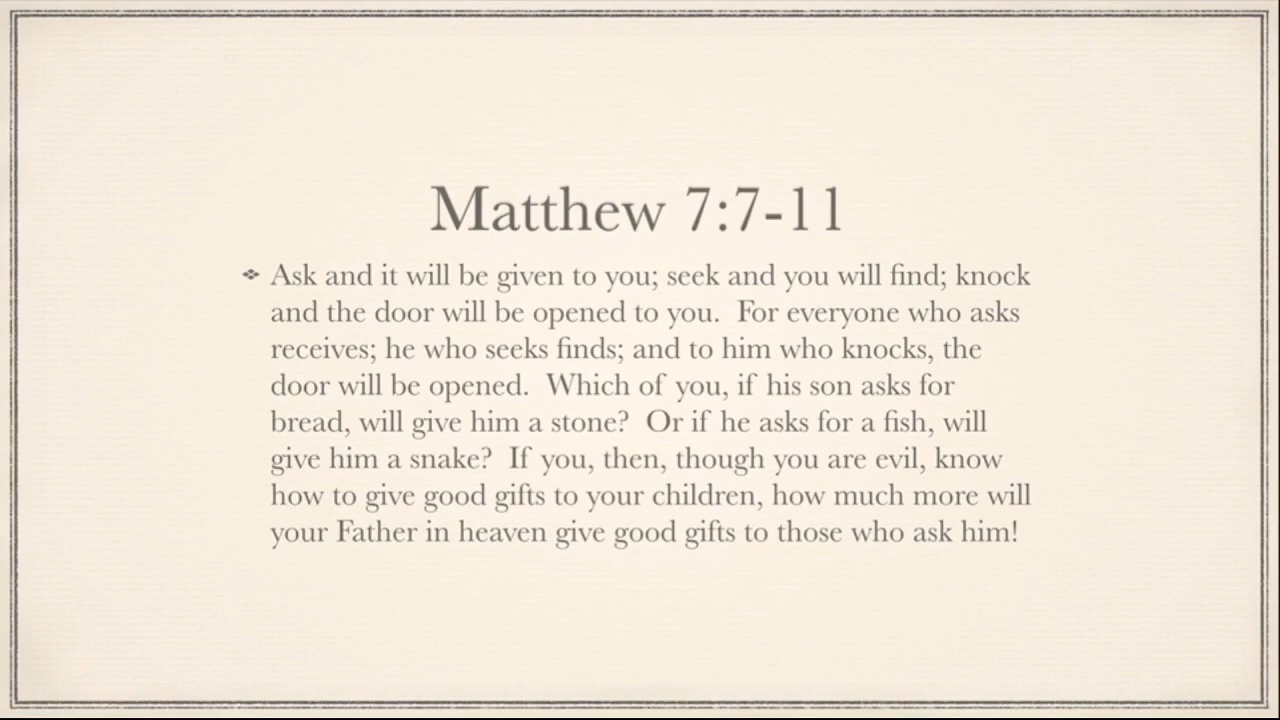 Matthew 7:7-11
Ask and it will be given to you; seek and you will find; knock
and the door will be opened to you.  For everyone who asks
receives; he who seeks finds; and to him who knocks, the
door will be opened.  Which of you, if his son asks for
bread, will give him a stone?  Or if he asks for a fish, will
give him a snake?  If you, then, though you are evil, know
how to give good gifts to your children, how much more will
your Father in heaven give good gifts to those who ask him!